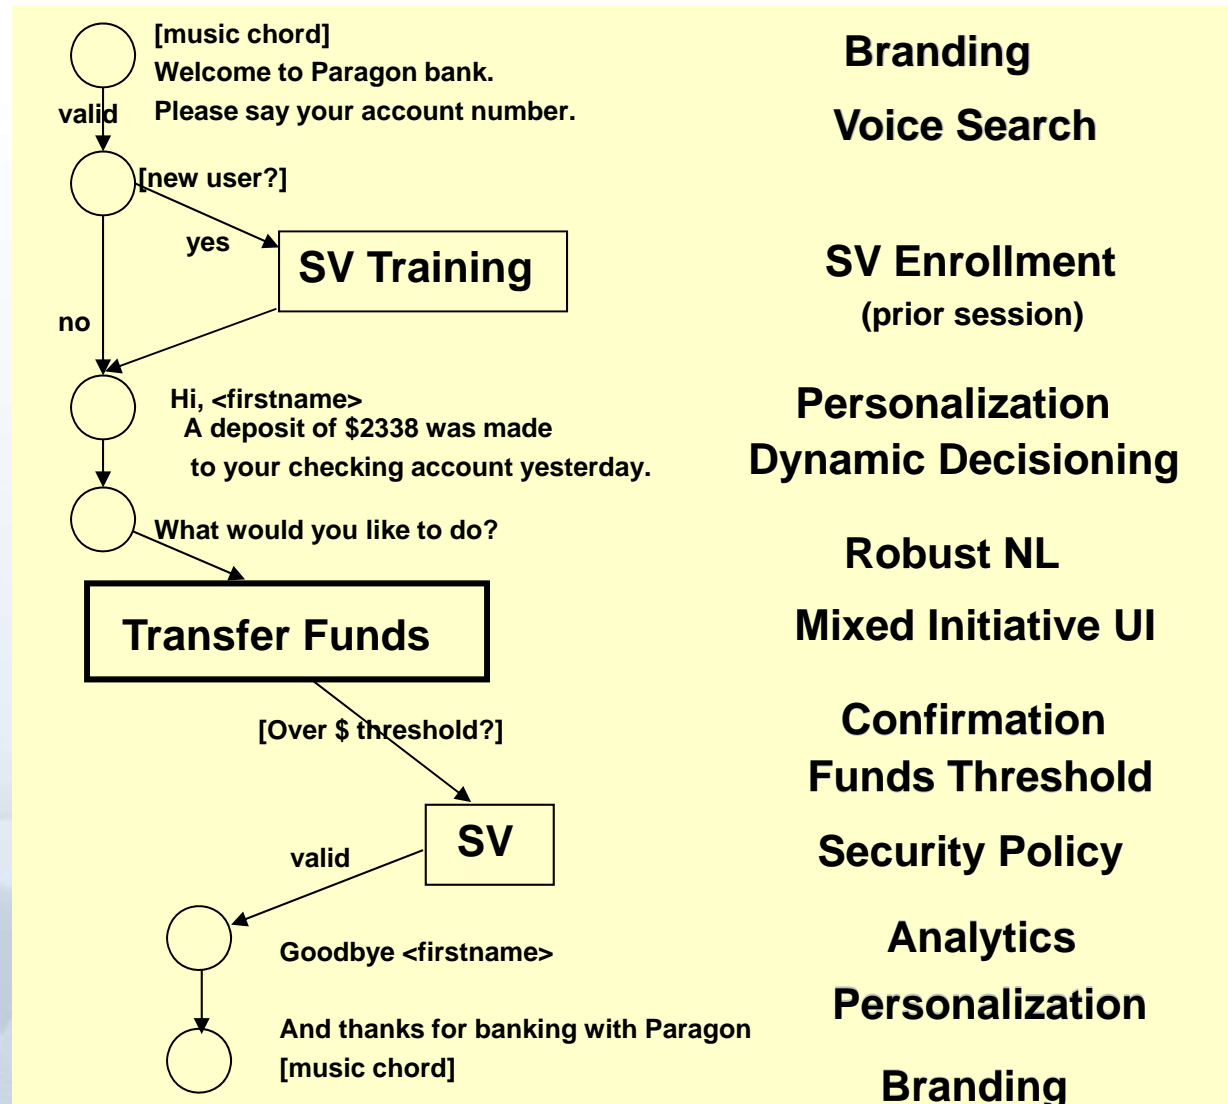 [music chord]
Welcome to Paragon bank.
Please say your account number.
Branding
Voice Search
valid
[new user?]
yes
SV Training
SV Enrollment
(prior session)
no
Hi, <firstname>
A deposit of $2338 was made
to your checking account yesterday.
Personalization
Dynamic Decisioning
What would you like to do?
Robust NL
Transfer Funds
Mixed Initiative UI
[Over $ threshold?]
Confirmation
Funds Threshold
SV
Security Policy
valid
Goodbye <firstname>
Analytics
Personalization
And thanks for banking with Paragon
[music chord]
Branding